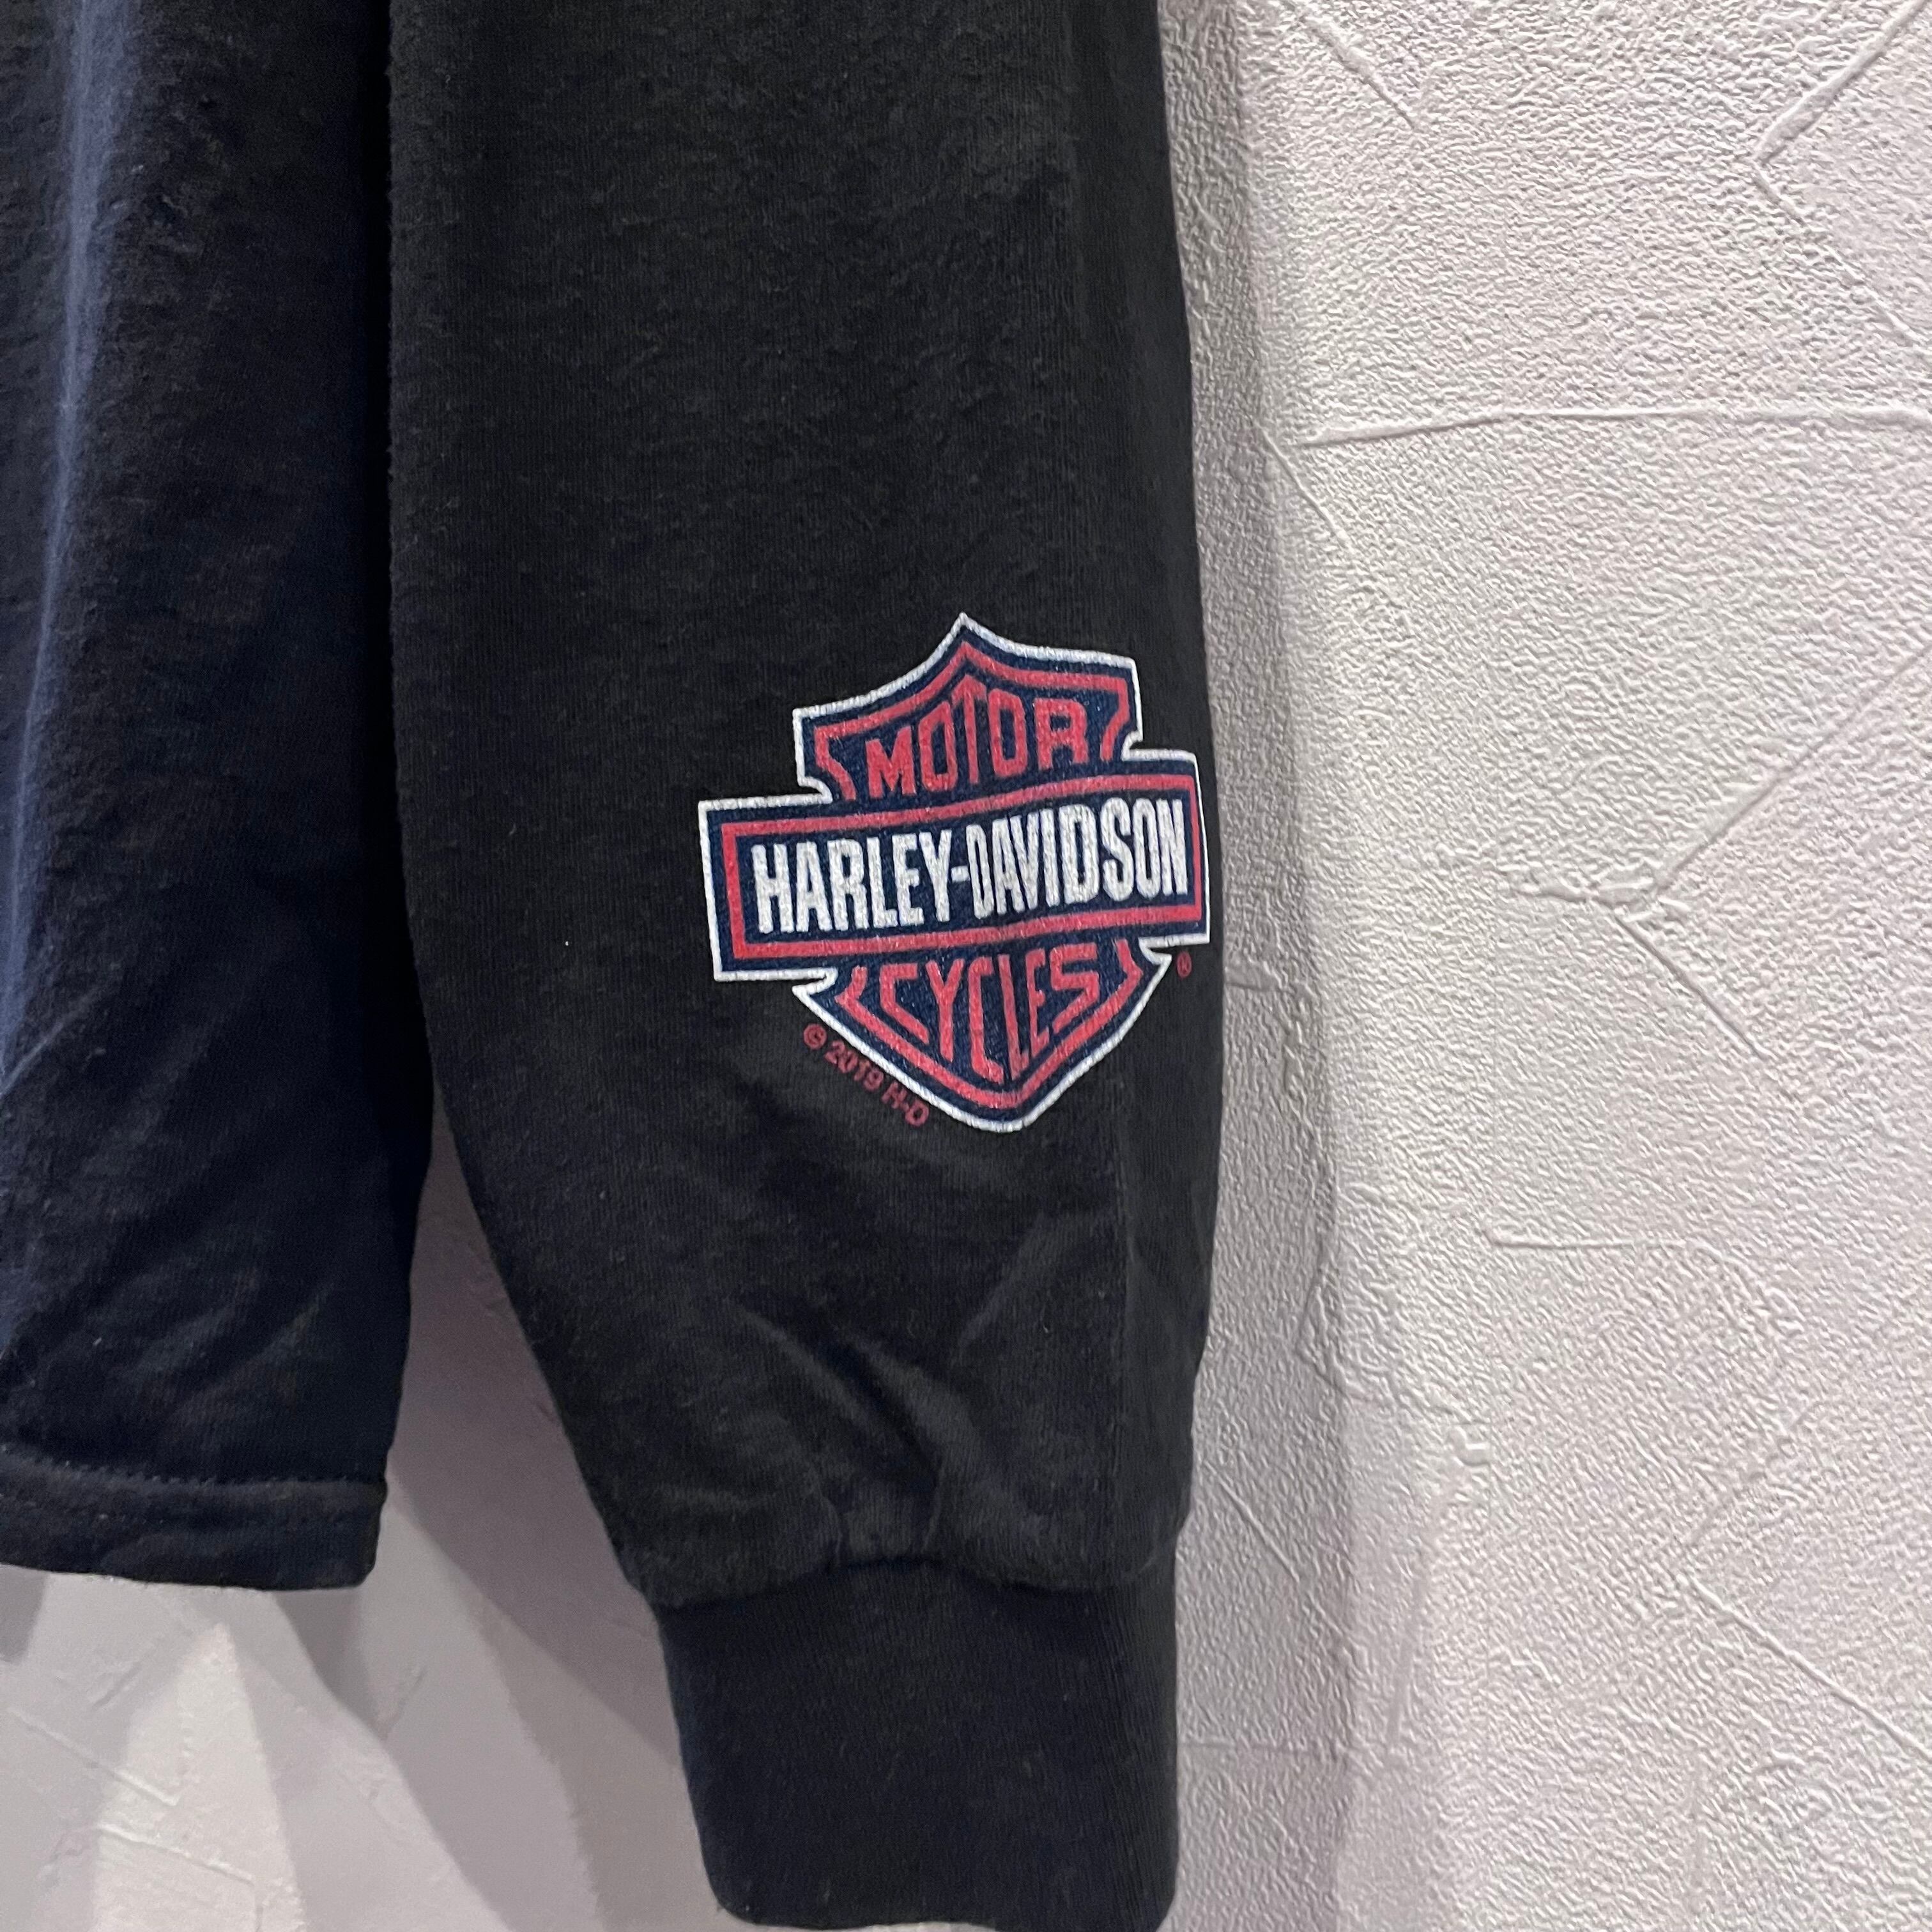 MOTOR
HARLEY-DAVIDSON
CYCLES
®
© 2019 H-D